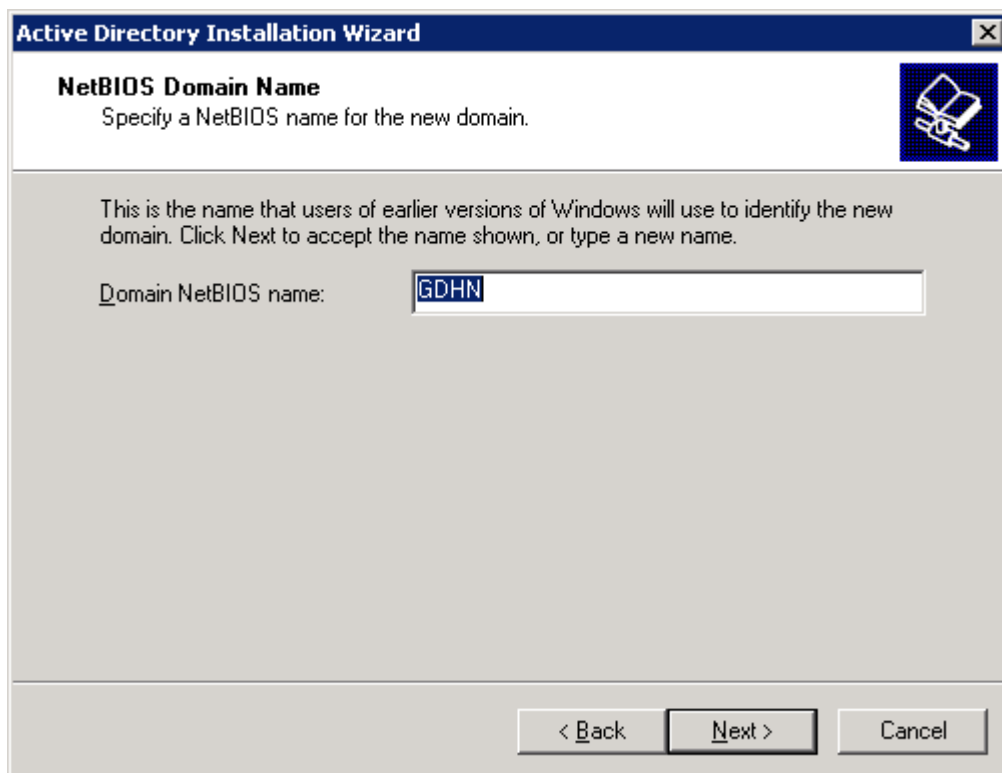 Active Directory Installation Wizard
NetBIOS Domain Name
Specify a NetBIOS name for the new domain.
This is the name that users of earlier versions of Windows will use to identify the new
domain. Click Next to accept the name shown, or type a new name.
Domain NetBIOS name:
GDHN
< Back
Next >
Cancel